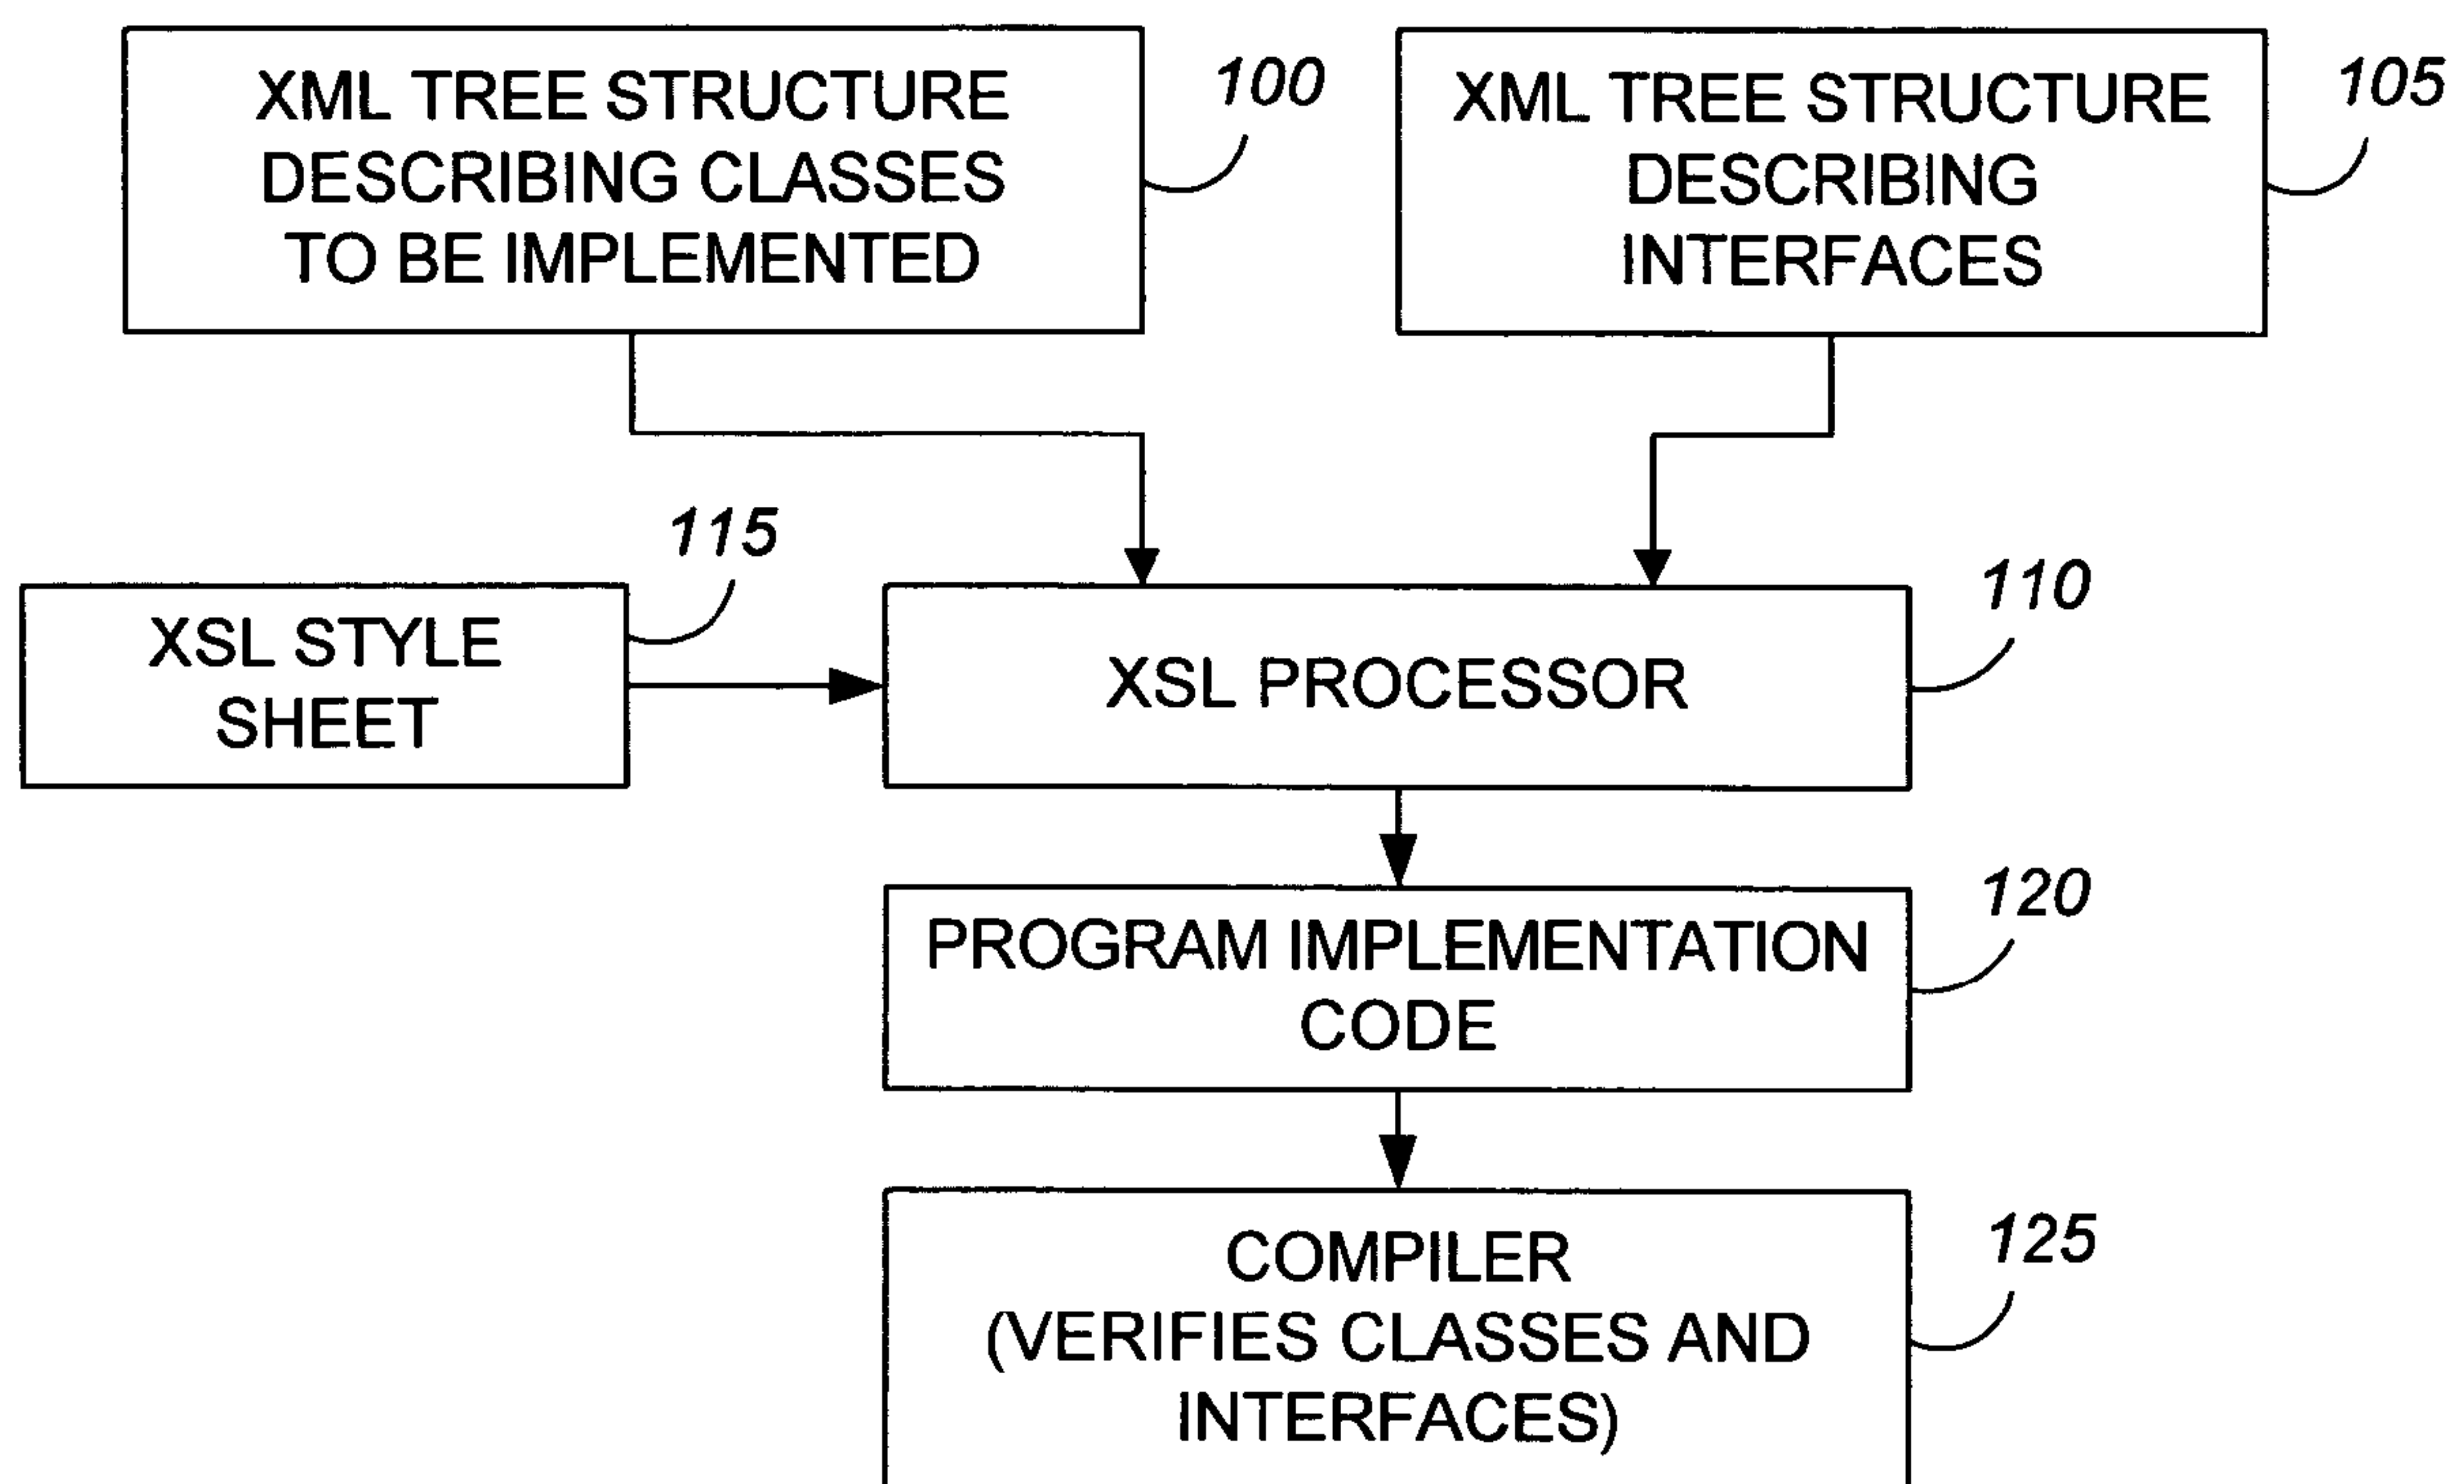 XML TREE STRUCTURE
DESCRIBING CLASSES
TO BE IMPLEMENTED
100
XML TREE STRUCTURE
DESCRIBING
INTERFACES
105
115
XSL STYLE
SHEET
XSL PROCESSOR
110
PROGRAM IMPLEMENTATION
CODE
120
COMPILER
(VERIFIES CLASSES AND
INTERFACES)
125